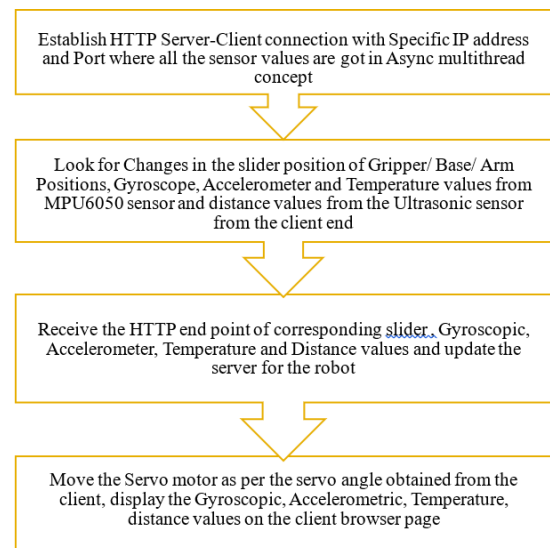 Establish HTTP Server-Client connection with Specific IP address
and Port where all the sensor values are got in Async multithread
concept
Look for Changes in the slider position of Gripper/ Base/ Arm
Positions, Gyroscope, Accelerometer and Temperature values from
MPU6050 sensor and distance values from the Ultrasonic sensor
from the client end
Receive the HTTP end point of corresponding slider, Gyroscopic,
Accelerometer, Temperature and Distance values and update the
server for the robot
Move the Servo motor as per the servo angle obtained from the
client, display the Gyroscopic, Accelerometric, Temperature,
distance values on the client browser page